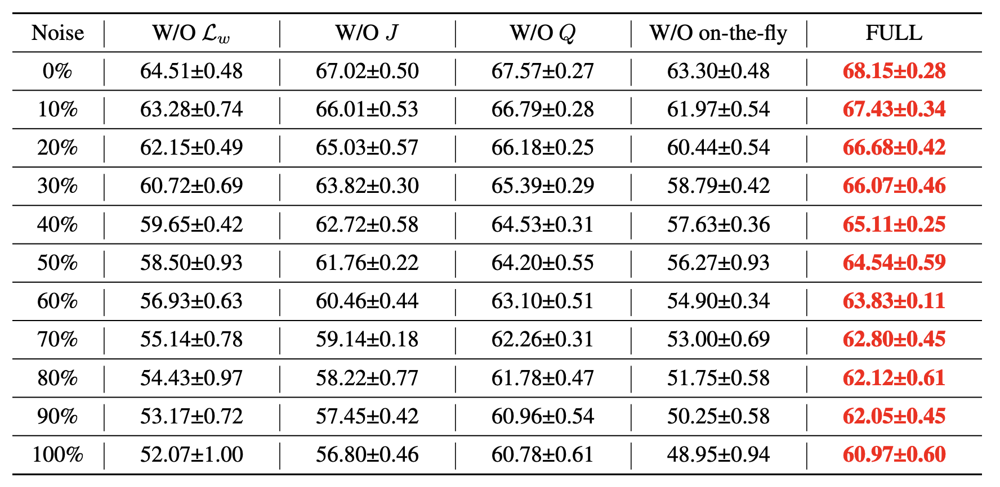 Noise W/O ℒw W/O J W/O Q W/O on-the-fly FULL
0% 64.51±0.48 67.02±0.50 67.57±0.27 63.30±0.48 68.15±0.28
10% 63.28±0.74 66.01±0.53 66.79±0.28 61.97±0.54 67.43±0.34
20% 62.15±0.49 65.03±0.57 66.18±0.25 60.44±0.54 66.68±0.42
30% 60.72±0.69 63.82±0.30 65.39±0.29 58.79±0.42 66.07±0.46
40% 59.65±0.42 62.72±0.58 64.53±0.31 57.63±0.36 65.11±0.25
50% 58.50±0.93 61.76±0.22 64.20±0.55 56.27±0.93 64.54±0.59
60% 56.93±0.63 60.46±0.44 63.10±0.51 54.90±0.34 63.83±0.11
70% 55.14±0.78 59.14±0.18 62.26±0.31 53.00±0.69 62.80±0.45
80% 54.43±0.97 58.22±0.77 61.78±0.47 51.75±0.58 62.12±0.61
90% 53.17±0.72 57.45±0.42 60.96±0.54 50.25±0.58 62.05±0.45
100% 52.07±1.00 56.80±0.46 60.78±0.61 48.95±0.94 60.97±0.60